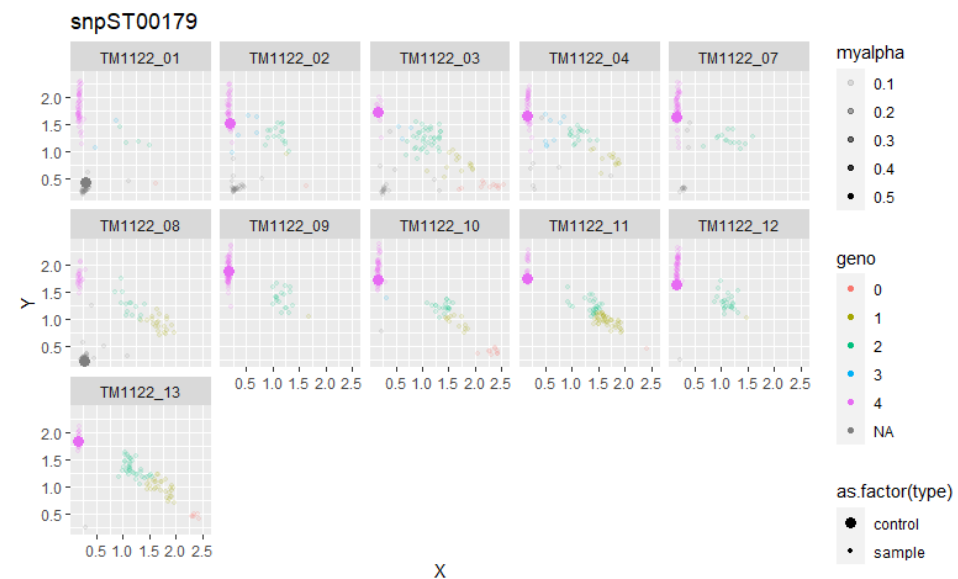 snpST00179
TM1122_01 TM1122_02 TM1122_03 TM1122_04 TM1122_07
2.0
1.5
1.0
0.5
TM1122_08 TM1122_09 TM1122_10 TM1122_11 TM1122_12
2.0
1.5
1.0
0.5
0.5 1.0 1.5 2.0 2.5 0.5 1.0 1.5 2.0 2.5 0.5 1.0 1.5 2.0 2.5 0.5 1.0 1.5 2.0 2.5
TM1122_13
2.0
1.5
1.0
0.5
0.5 1.0 1.5 2.0 2.5
Y
X
myalpha
0.1
0.2
0.3
0.4
0.5
geno
0
1
2
3
4
NA
as.factor(type)
control
sample